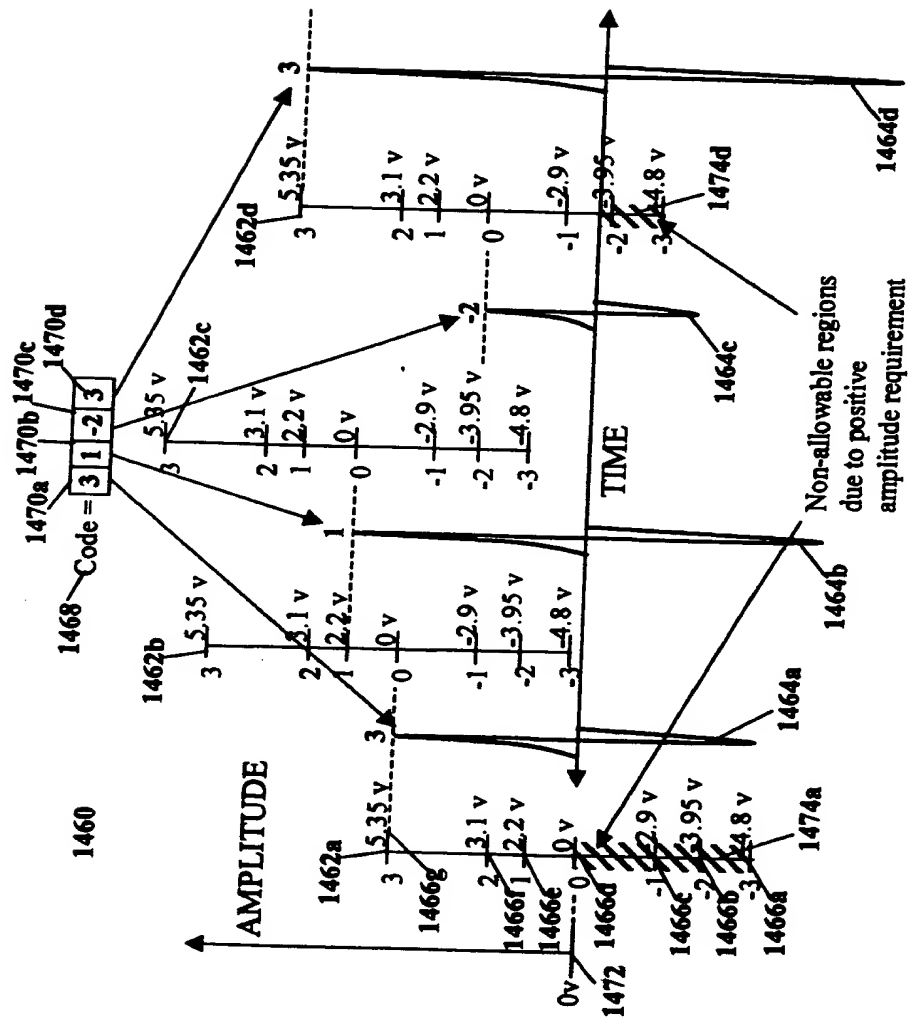 1460
AMPLITUDE
1468
Code = 3 1 -2 3
1470a
1470b
1470c
1470d
1462a
3 5.35 v
1466g
2 3.1 v
1466f
1 2.2 v
1466e
0v
1472
0 0 v
1466d
-1 -2.9 v
1466c
-2 -3.95 v
1466b
-3 -4.8 v
1466a
1474a
3
1464a
1462b
3 5.35 v
2 3.1 v
1 2.2 v
0 0 v
-1 -2.9 v
-2 -3.95 v
-3 -4.8 v
1
1464b
1462c
3 5.35 v
2 3.1 v
1 2.2 v
0 0 v
-1 -2.9 v
-2 -3.95 v
-3 -4.8 v
-2
1464c
1462d
3 5.35 v
2 3.1 v
1 2.2 v
0 0 v
-1 -2.9 v
-2 -3.95 v
-3 -4.8 v
1474d
3
1464d
TIME
Non-allowable regions
due to positive
amplitude requirement